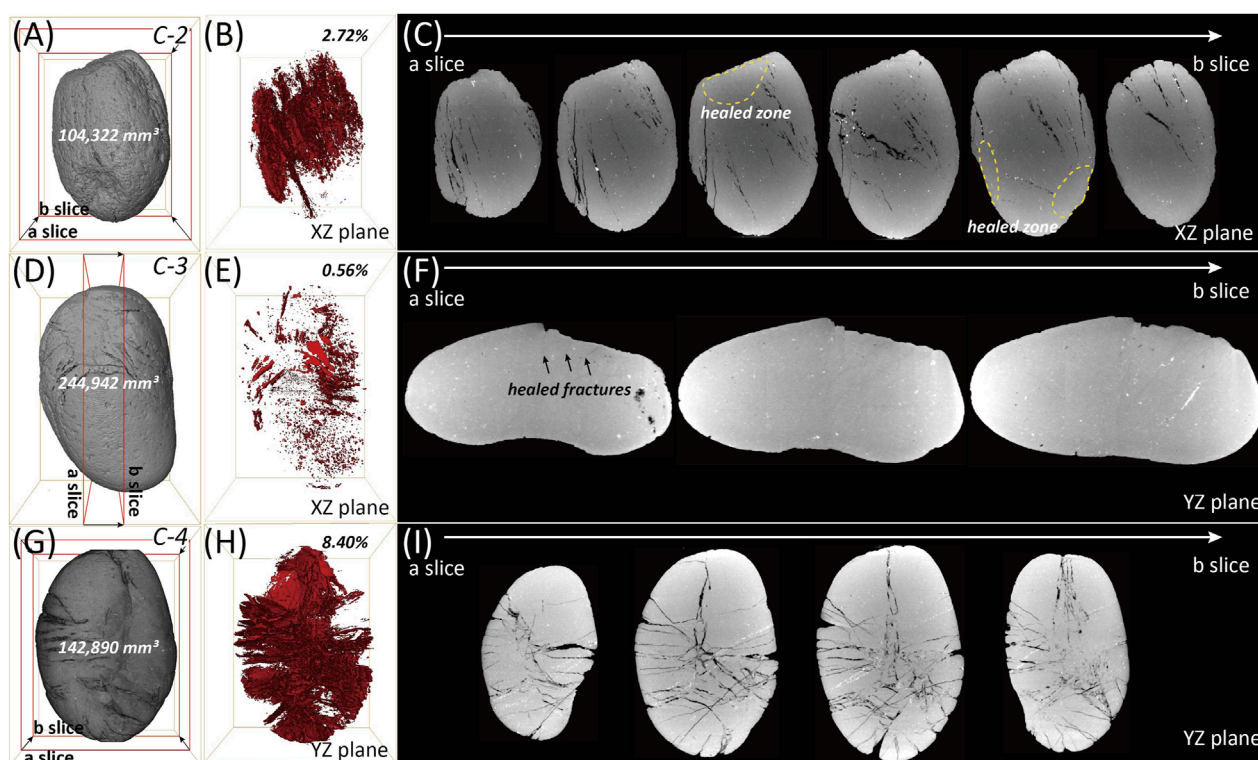 (A)
C-2
104,322 mm³
b slice
a slice
(B)
2.72%
XZ plane
(C)
a slice
b slice
healed zone
healed zone
XZ plane
(D)
C-3
244,942 mm³
a slice
b slice
(E)
0.56%
XZ plane
(F)
a slice
b slice
healed fractures
YZ plane
(G)
C-4
142,890 mm³
b slice
a slice
(H)
8.40%
YZ plane
(I)
a slice
b slice
YZ plane